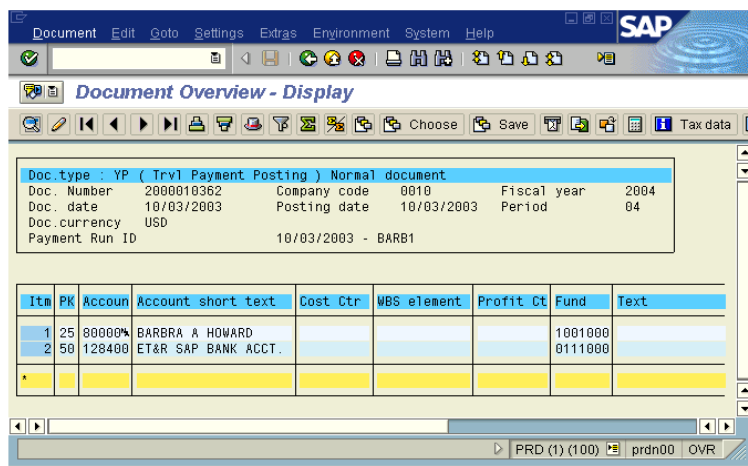 Document Edit Goto Settings Extras Environment System Help
SAP
Document Overview - Display
Choose Save Tax data
Doc.type : YP ( Trvl Payment Posting ) Normal document
Doc. Number 2000010362 Company code 0010 Fiscal year 2004
Doc. date 10/03/2003 Posting date 10/03/2003 Period 04
Doc.currency USD
Payment Run ID 10/03/2003 - BARB1
Itm PK Accoun Account short text Cost Ctr WBS element Profit Ct Fund Text
1 25 80000 BARBRA A HOWARD 1001000
2 50 128400 ET&R SAP BANK ACCT. 0111000
*
PRD (1) (100) prdn00 OVR